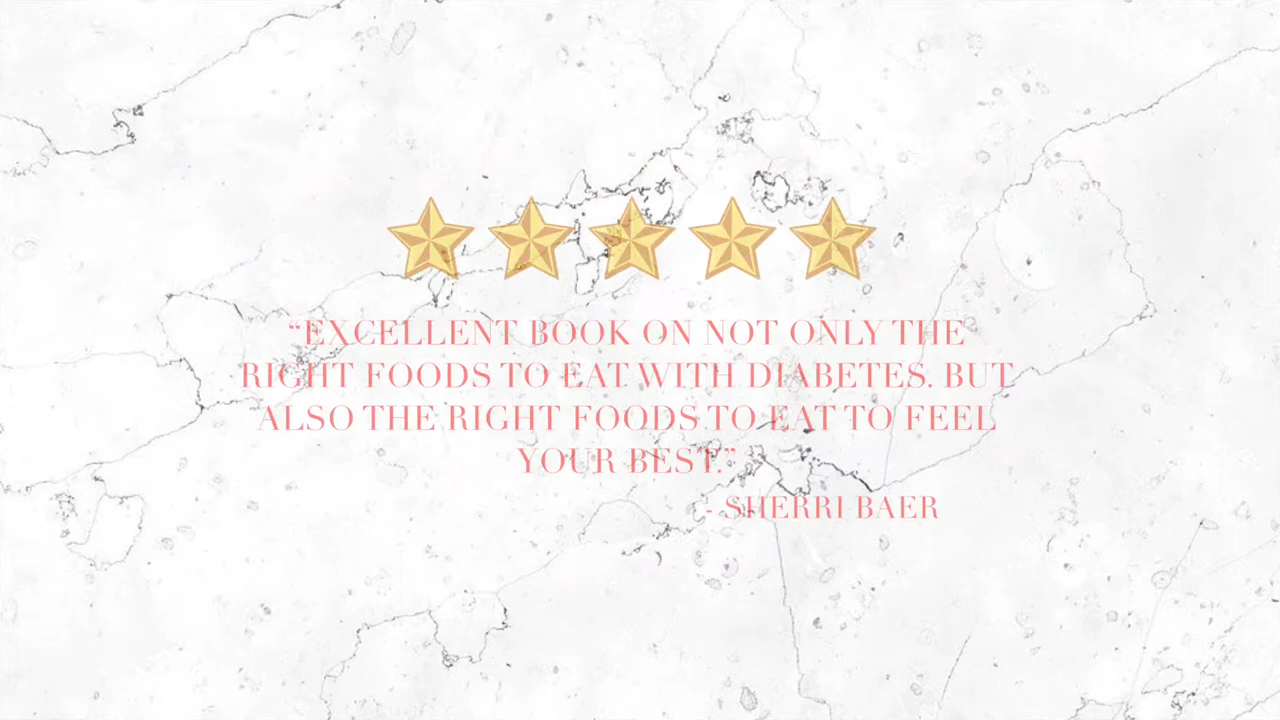 “EXCELLENT BOOK ON NOT ONLY THE
RIGHT FOODS TO EAT WITH DIABETES. BUT
ALSO THE RIGHT FOODS TO EAT TO FEEL
YOUR BEST.”
- SHERRI BAER